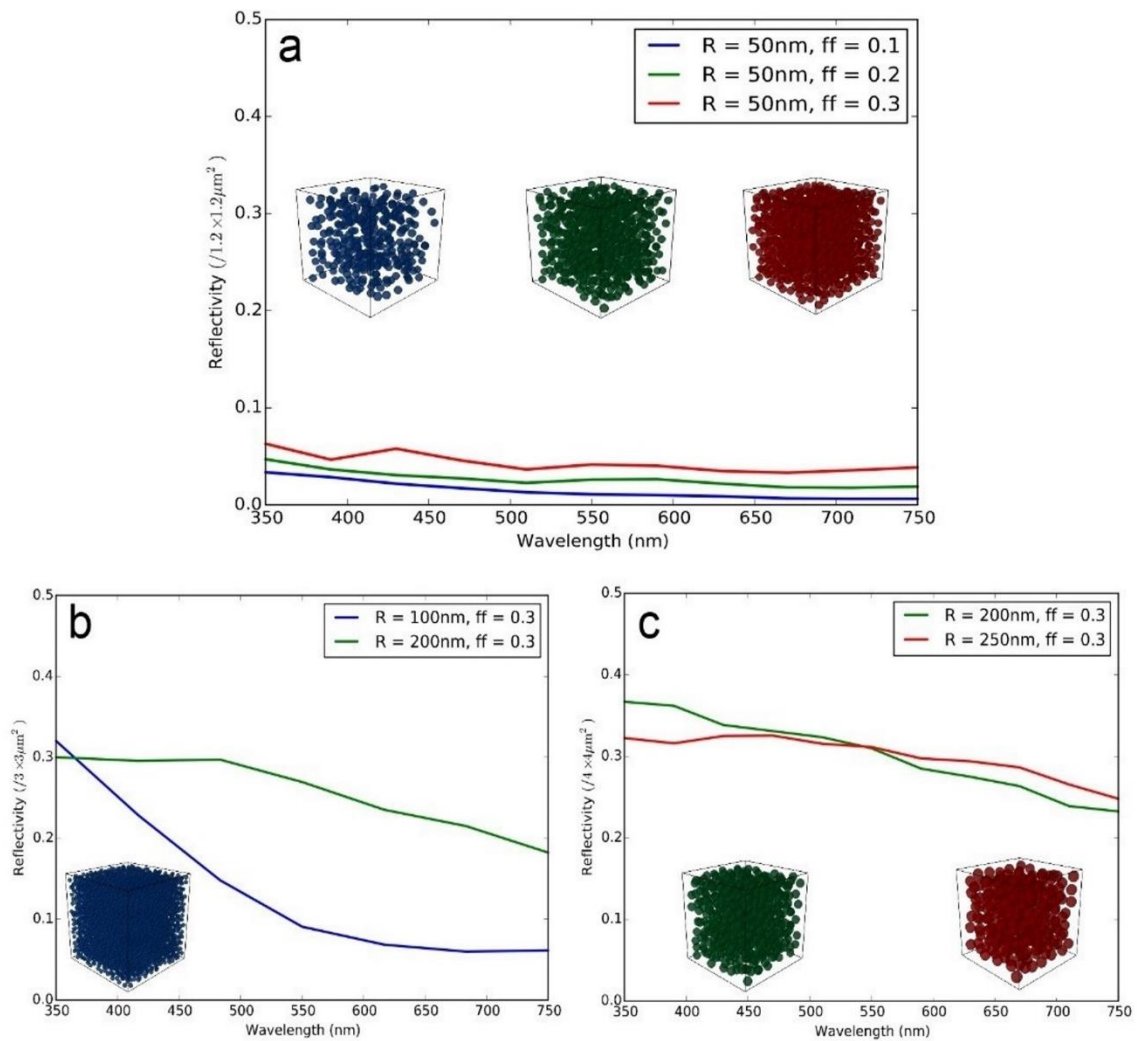 a
R = 50nm, ff = 0.1
R = 50nm, ff = 0.2
R = 50nm, ff = 0.3
0.5
0.4
0.3
0.2
0.1
0.0
Reflectivity (/1.2×1.2μm²)
350 400 450 500 550 600 650 700 750
Wavelength (nm)
b
R = 100nm, ff = 0.3
R = 200nm, ff = 0.3
0.5
0.4
0.3
0.2
0.1
0.0
Reflectivity (/3×3μm²)
350 400 450 500 550 600 650 700 750
Wavelength (nm)
c
R = 200nm, ff = 0.3
R = 250nm, ff = 0.3
0.5
0.4
0.3
0.2
0.1
0.0
Reflectivity (/4×4μm²)
350 400 450 500 550 600 650 700 750
Wavelength (nm)